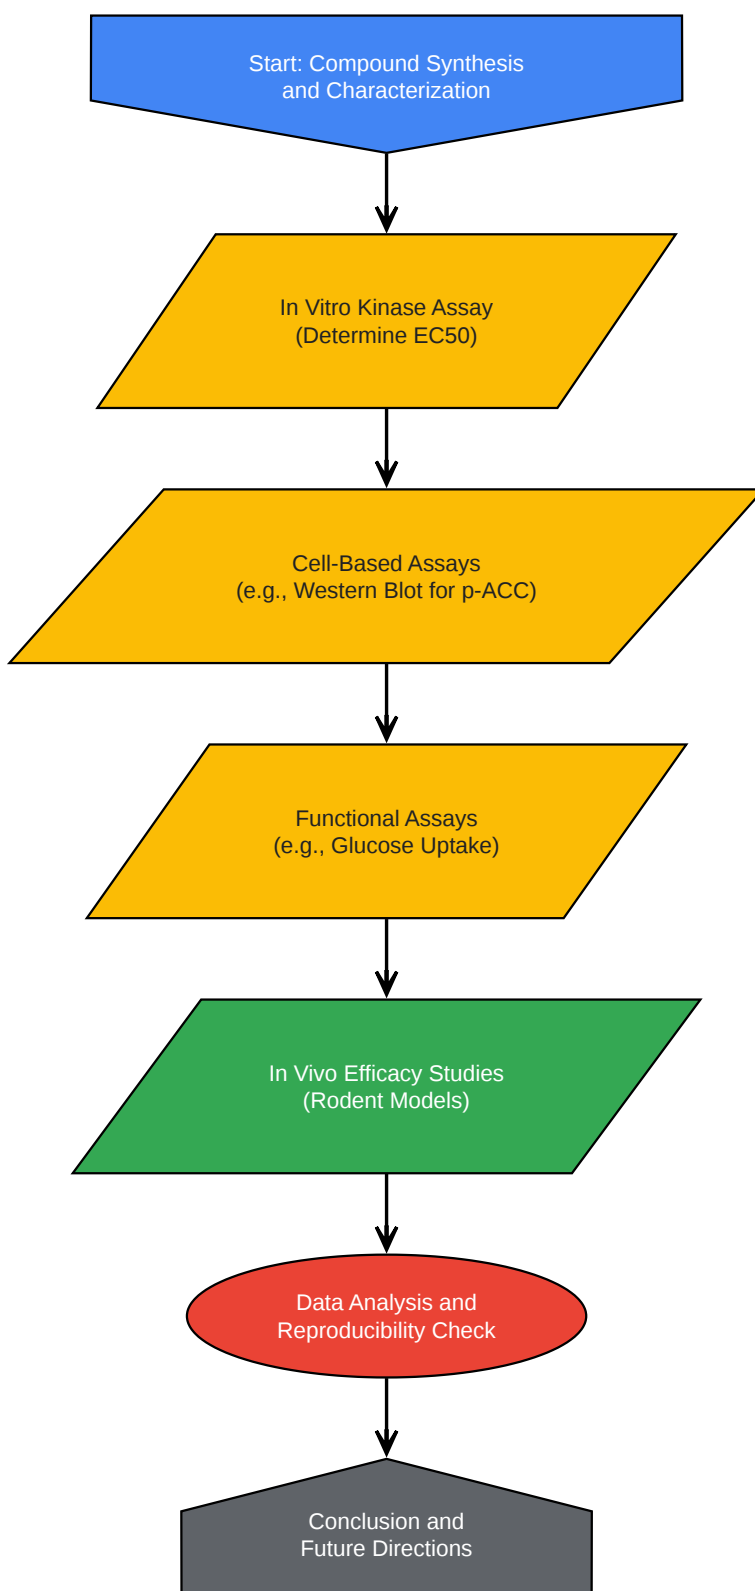 Start: Compound Synthesis
and Characterization
In Vitro Kinase Assay
(Determine EC50)
Cell-Based Assays
(e.g., Western Blot for p-ACC)
Functional Assays
(e.g., Glucose Uptake)
In Vivo Efficacy Studies
(Rodent Models)
Data Analysis and
Reproducibility Check
Conclusion and
Future Directions